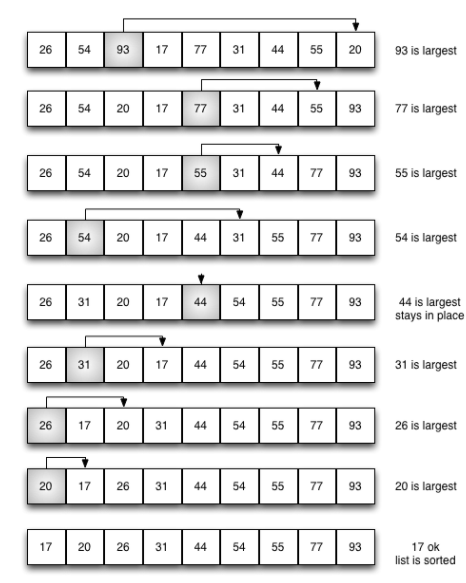 26 54 93 17 77 31 44 55 20 93 is largest
26 54 20 17 77 31 44 55 93 77 is largest
26 54 20 17 55 31 44 77 93 55 is largest
26 54 20 17 44 31 55 77 93 54 is largest
26 31 20 17 44 54 55 77 93 44 is largest
stays in place
26 31 20 17 44 54 55 77 93 31 is largest
26 17 20 31 44 54 55 77 93 26 is largest
20 17 26 31 44 54 55 77 93 20 is largest
17 20 26 31 44 54 55 77 93 17 ok
list is sorted